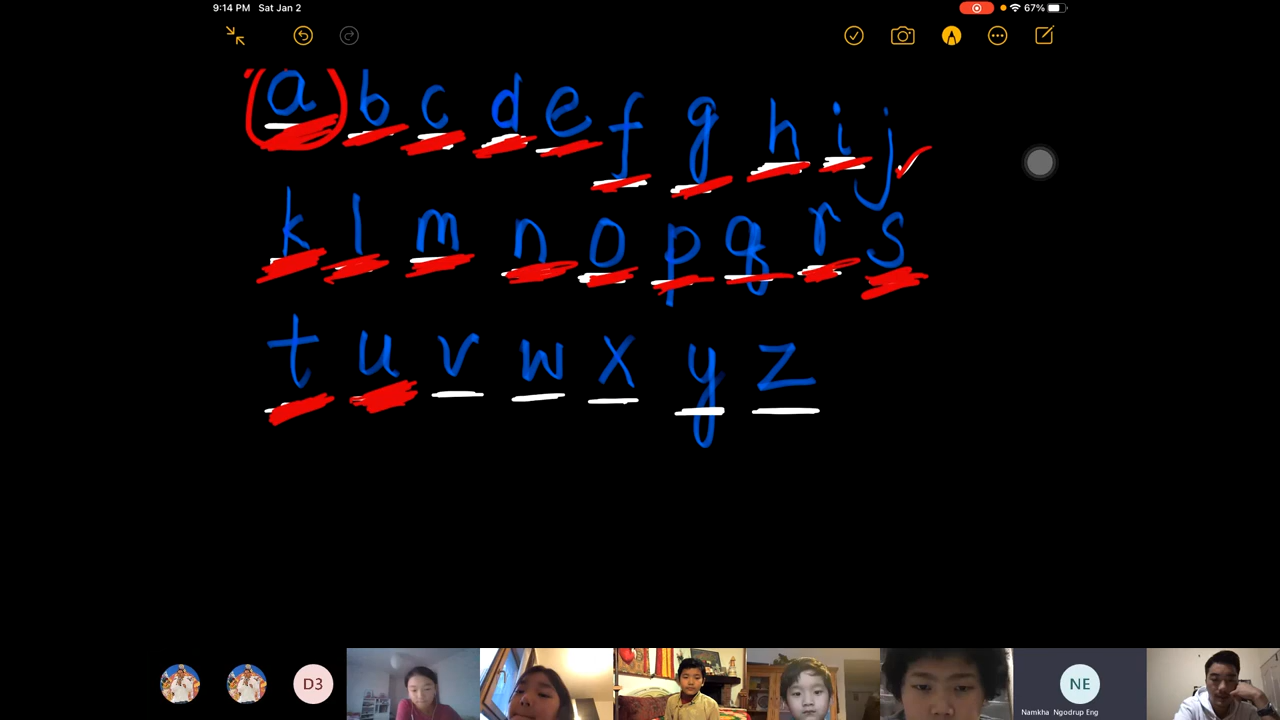 9:14 PM Sat Jan 2
67%
a b c d e f g h i j
k l m n o p q r s
t u v w x y z
D3
NE
Namkha Ngodrup Eng